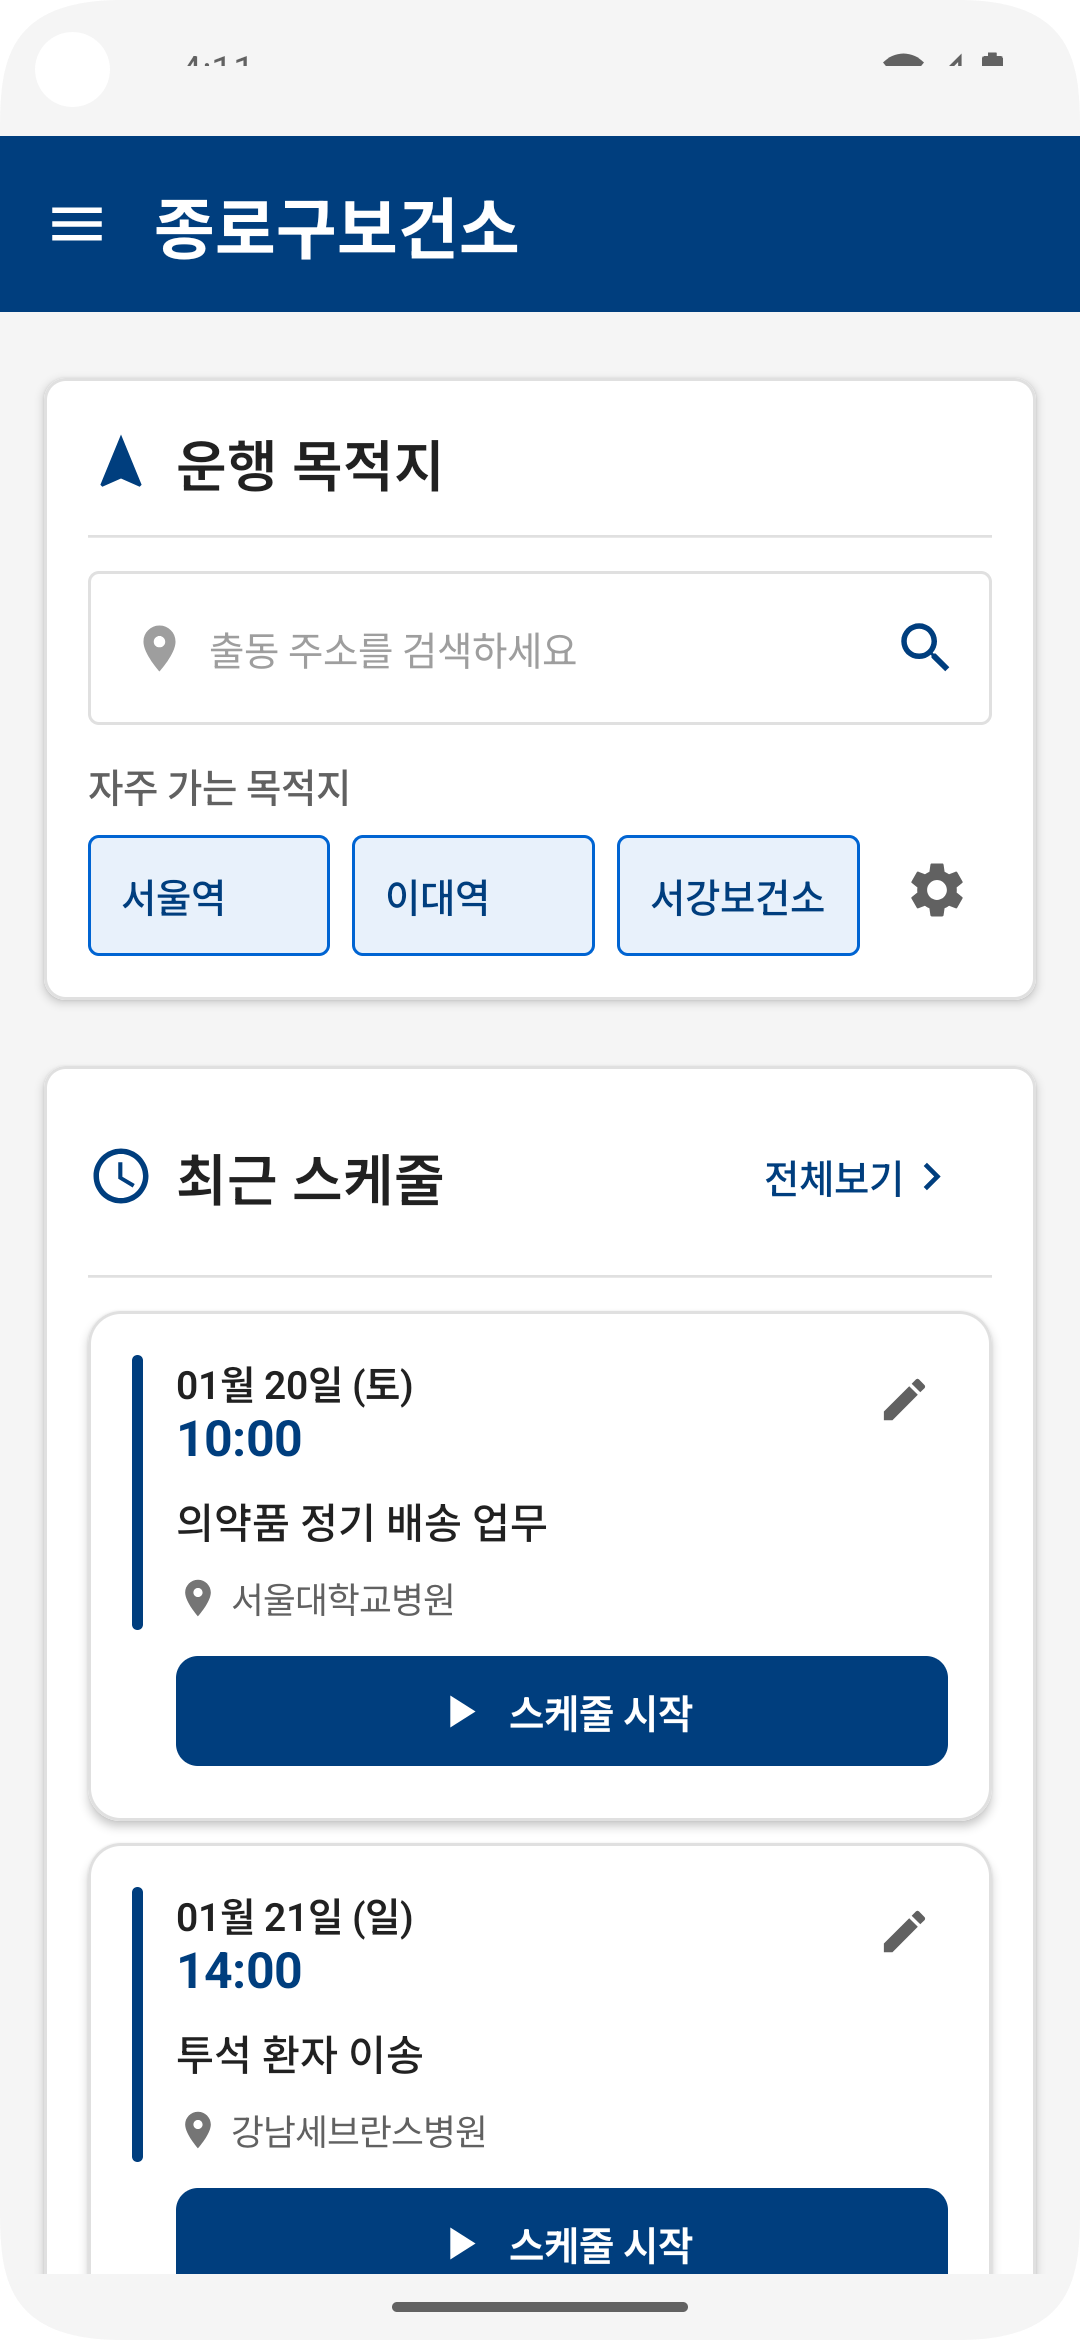 종로구보건소
운행 목적지
출동 주소를 검색하세요
자주 가는 목적지
서울역 이대역 서강보건소
최근 스케줄 전체보기
01월 20일 (토)
10:00
의약품 정기 배송 업무
서울대학교병원
스케줄 시작
01월 21일 (일)
14:00
투석 환자 이송
강남세브란스병원
스케줄 시작